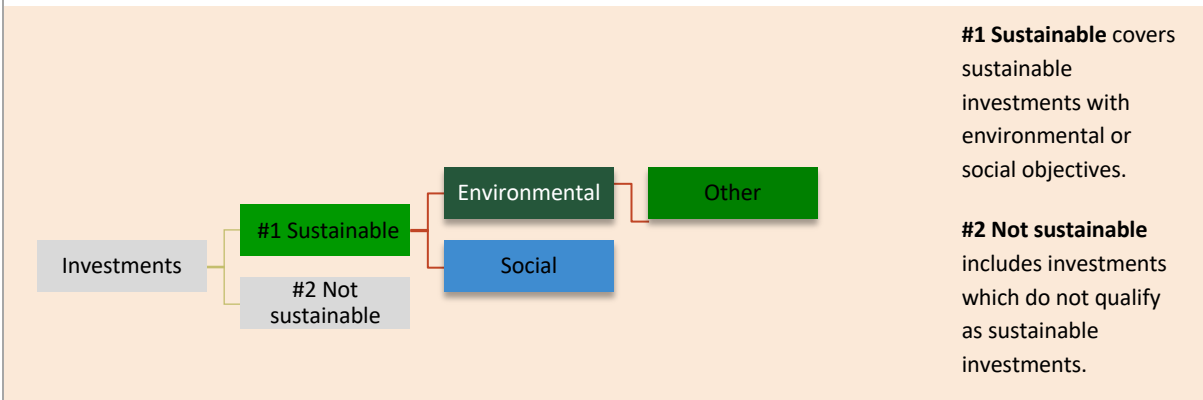 Investments
#1 Sustainable
#2 Not
sustainable
Environmental
Social
Other
#1 Sustainable covers
sustainable
investments with
environmental or
social objectives.
#2 Not sustainable
includes investments
which do not qualify
as sustainable
investments.